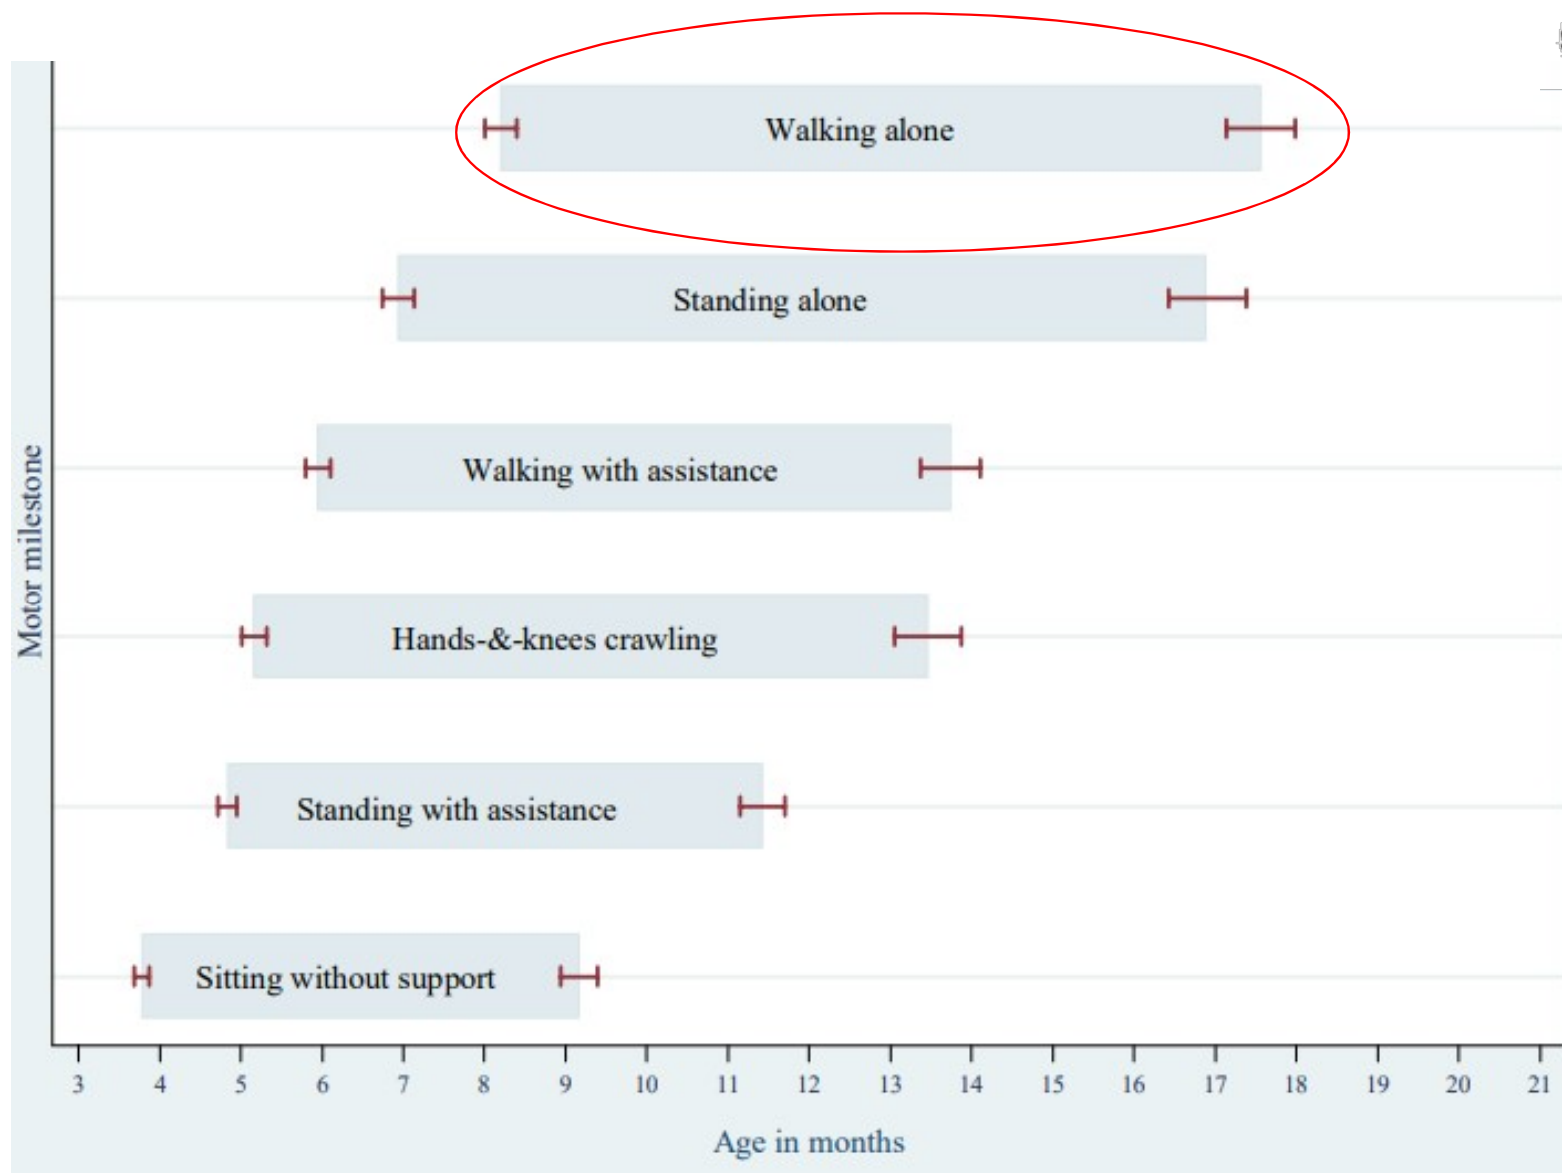 Walking alone
Standing alone
Walking with assistance
Hands-&-knees crawling
Standing with assistance
Sitting without support
Motor milestone
3 4 5 6 7 8 9 10 11 12 13 14 15 16 17 18 19 20 21
Age in months